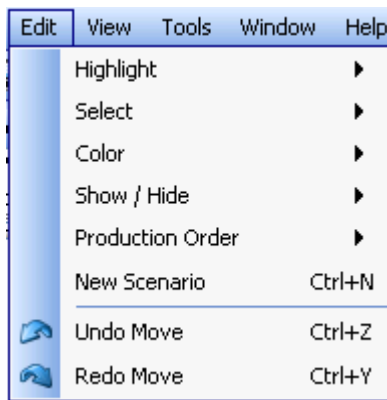 Edit View Tools Window Help
Highlight
Select
Color
Show / Hide
Production Order
New Scenario Ctrl+N
Undo Move Ctrl+Z
Redo Move Ctrl+Y